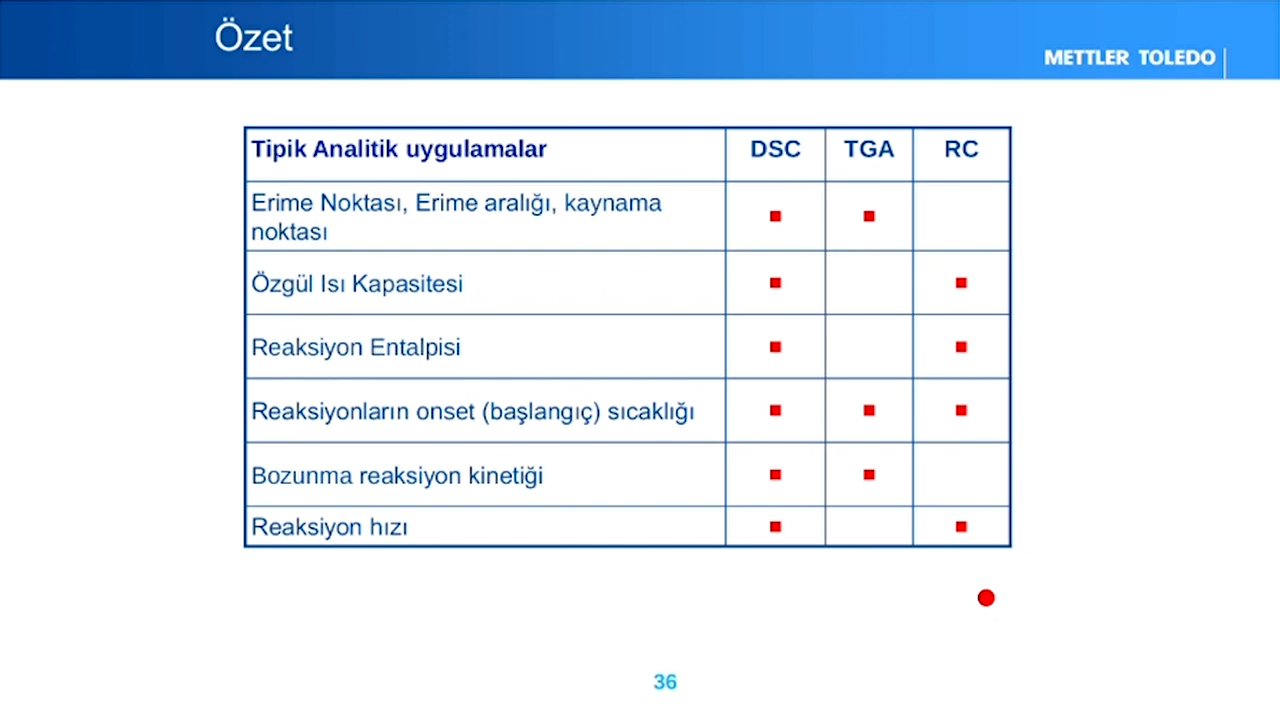 Özet
METTLER TOLEDO
Tipik Analitik uygulamalar DSC TGA RC
Erime Noktası, Erime aralığı, kaynama
noktası
Özgül Isı Kapasitesi
Reaksiyon Entalpisi
Reaksiyonların onset (başlangıç) sıcaklığı
Bozunma reaksiyon kinetiği
Reaksiyon hızı
36